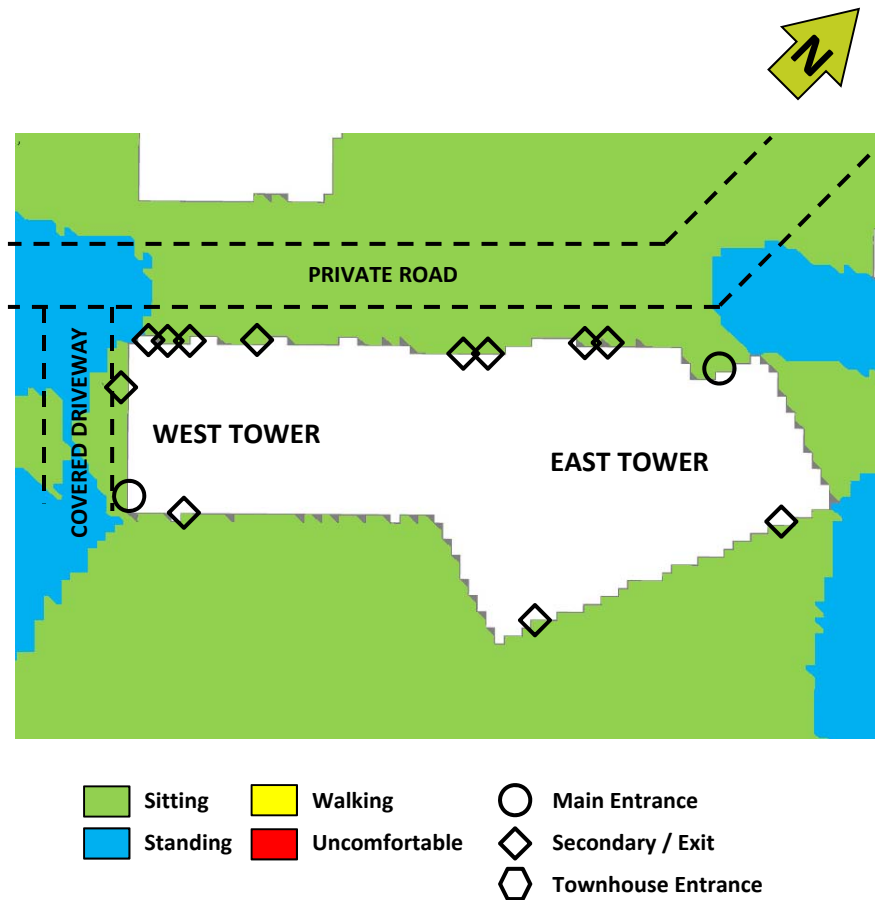 N
PRIVATE ROAD
COVERED DRIVEWAY
WEST TOWER
EAST TOWER
Sitting
Walking
Main Entrance
Standing
Uncomfortable
Secondary / Exit
Townhouse Entrance